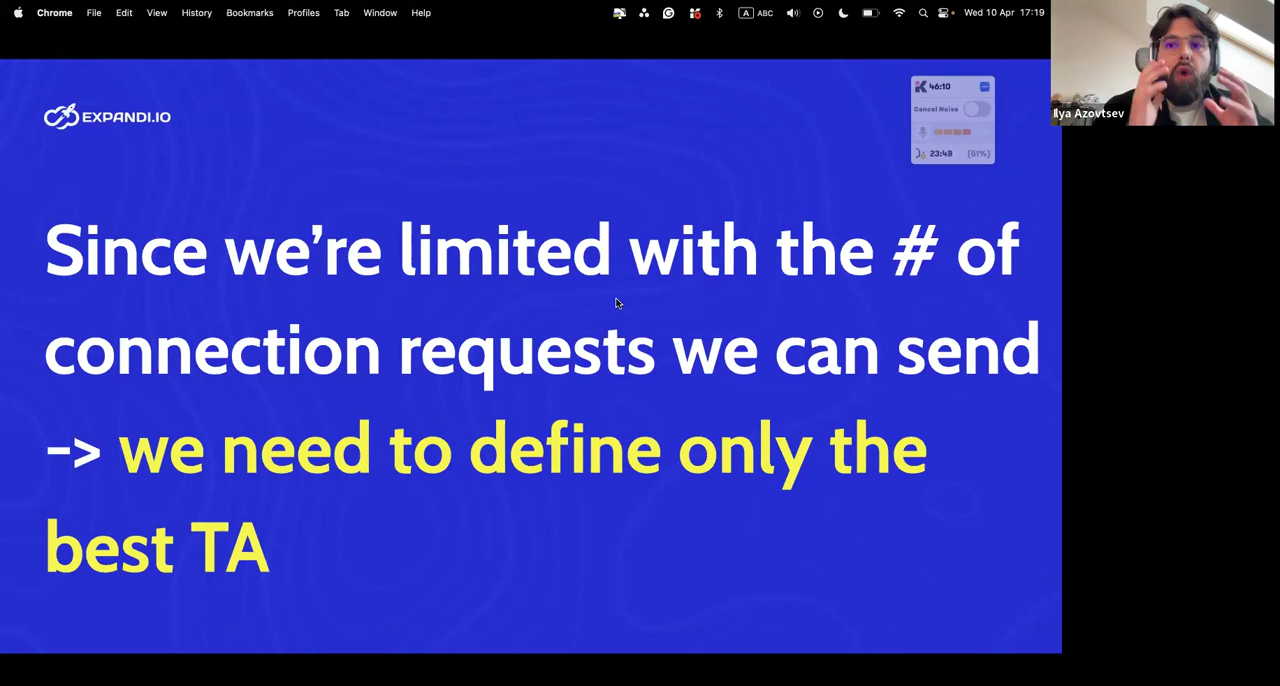 Chrome File Edit View History Bookmarks Profiles Tab Window Help A ABC Wed 10 Apr 17:19
EXPANDI.IO
46:10
Cancel Noise
23:48 (51%)
Ilya Azovtsev
Since we’re limited with the # of
connection requests we can send
-> we need to define only the
best TA